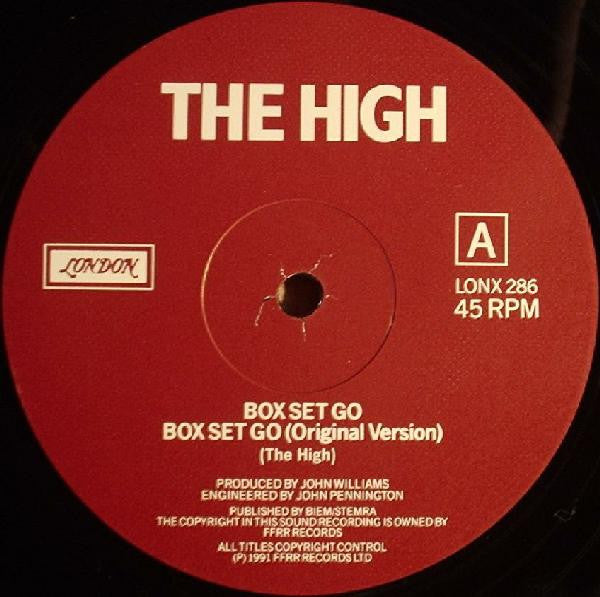 THE HIGH
LONDON
A
LONX 286
45 RPM
BOX SET GO
BOX SET GO (Original Version)
(The High)
PRODUCED BY JOHN WILLIAMS
ENGINEERED BY JOHN PENNINGTON
PUBLISHED BY BIEM/STEMRA
THE COPYRIGHT IN THIS SOUND RECORDING IS OWNED BY
FFRR RECORDS
ALL TITLES COPYRIGHT CONTROL
(P) 1991 FFRR RECORDS LTD